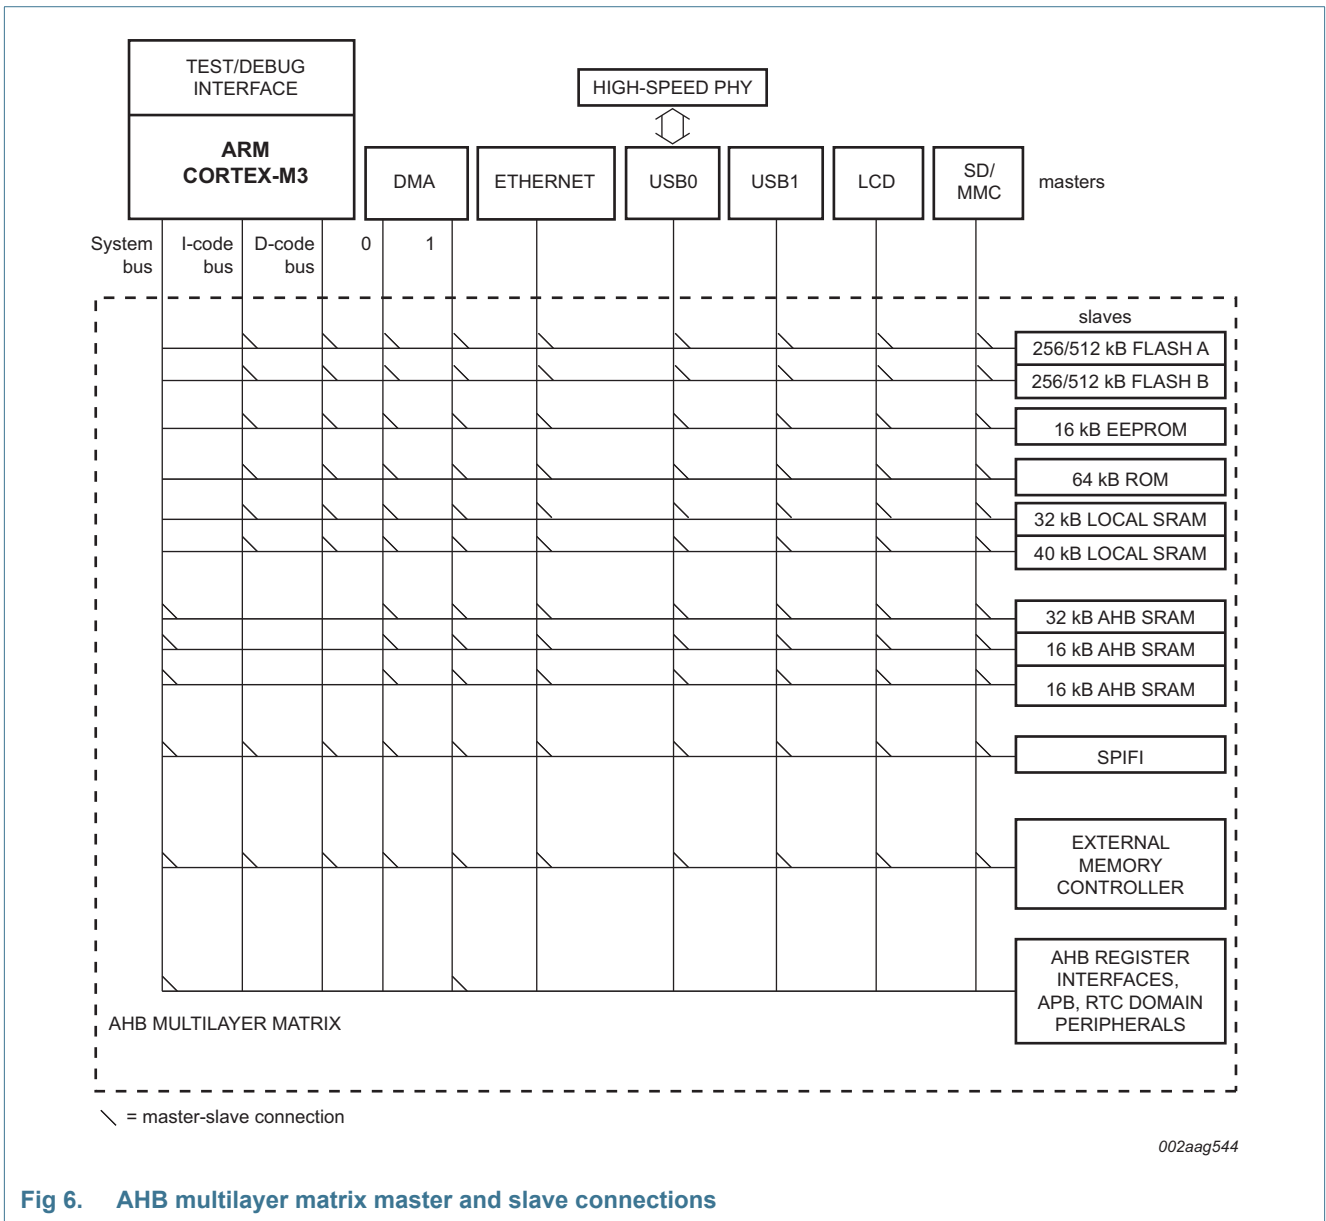 TEST/DEBUG
INTERFACE
ARM
CORTEX-M3
HIGH-SPEED PHY
DMA
ETHERNET
USB0
USB1
LCD
SD/
MMC
masters
System
bus
I-code
bus
D-code
bus
0
1
slaves
256/512 kB FLASH A
256/512 kB FLASH B
16 kB EEPROM
64 kB ROM
32 kB LOCAL SRAM
40 kB LOCAL SRAM
32 kB AHB SRAM
16 kB AHB SRAM
16 kB AHB SRAM
SPIFI
EXTERNAL
MEMORY
CONTROLLER
AHB REGISTER
INTERFACES,
APB, RTC DOMAIN
PERIPHERALS
AHB MULTILAYER MATRIX
= master-slave connection
002aag544
Fig 6. AHB multilayer matrix master and slave connections